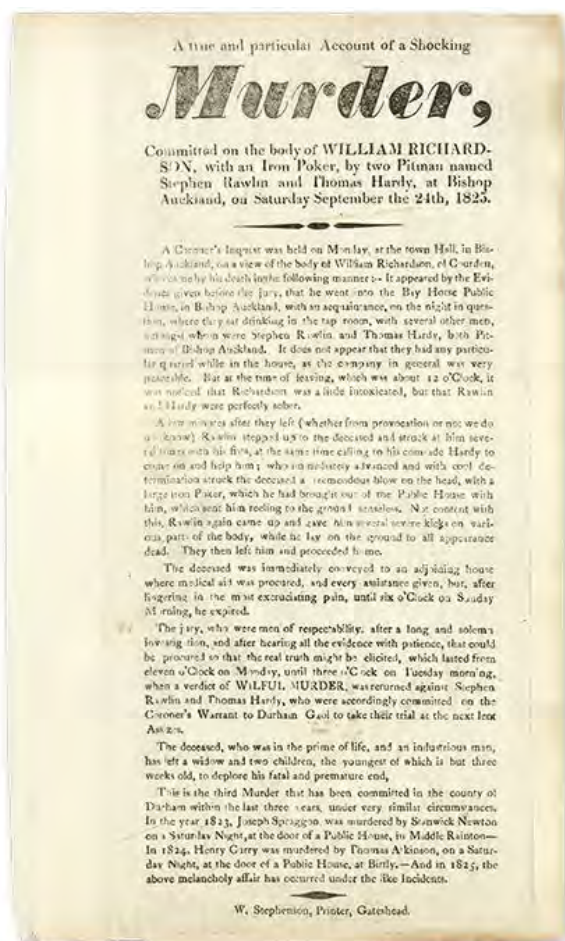 A true and particular Account of a Shocking
Murder,
Committed on the body of WILLIAM RICHARD-
SON, with an Iron Poker, by two Pitman named
Stephen Rawlin and Thomas Hardy, at Bishop
Auckland, on Saturday September the 24th, 1825.
A Coroner's Inquest was held on Monday, at the town Hall, in Bis-
hop Auckland, on a view of the body of William Richardson, of
who came by his death in the following manner :- It appeared by the Evi-
dence given before the jury, that he went into the Bay Horse Public
House, in Bishop Auckland, with an acquaintance, on the night in ques-
tion, where they sat drinking in the tap room, with several other men,
amongst whom were Stephen Rawlin and Thomas Hardy, both Pit-
men of Bishop Auckland. It does not appear that they had any particu-
lar quarrel while in the house, as the company in general was very
peaceable. But at the time of leaving, which was about 12 o'Clock, it
was noticed that Richardson was a little intoxicated, but that Rawlin
and Hardy were perfectly sober.
A few minutes after they left (whether from provocation or not we do
not know) Rawlin stepped up to the deceased and struck at him seve-
ral times with his fists, at the same time calling to his comrade Hardy to
come on and help him; who immediately advanced and with cool de-
termination struck the deceased a tremendous blow on the head, with a
large iron Poker, which he had brought out of the Public House with
him, which sent him reeling to the ground senseless. Not content with
this, Rawlin again came up and gave him several severe kicks on vari-
ous parts of the body, while he lay on the ground to all appearance
dead. They then left him and proceeded home.
The deceased was immediately conveyed to an adjoining house
where medical aid was procured, and every assistance given, but, after
lingering in the most excruciating pain, until six o'Clock on Sunday
Morning, he expired.
The jury, who were men of respectability, after a long and solemn
investigation, and after hearing all the evidence with patience, that could
be procured so that the real truth might be elicited, which lasted from
eleven o'Clock on Monday, until three o'Clock on Tuesday morning,
when a verdict of WILFUL MURDER, was returned against Stephen
Rawlin and Thomas Hardy, who were accordingly committed on the
Coroner's Warrant to Durham Gaol to take their trial at the next lent
Assizes.
The deceased, who was in the prime of life, and an industrious man,
has left a widow and two children, the youngest of which is but three
weeks old, to deplore his fatal and premature end,
This is the third Murder that has been committed in the county of
Durham within the last three years, under very similar circumstances.
In the year 1823, Joseph Spraggon, was murdered by Stanwick Newton
on a Saturday Night, at the door of a Public House, in Middle Rainton—
In 1824, Henry Curry was murdered by Thomas Atkinson, on a Satur-
day Night, at the door of a Public House, at Birtly.—And in 1825, the
above melancholy affair has occurred under the like Incidents.
W. Stephenson, Printer, Gateshead.